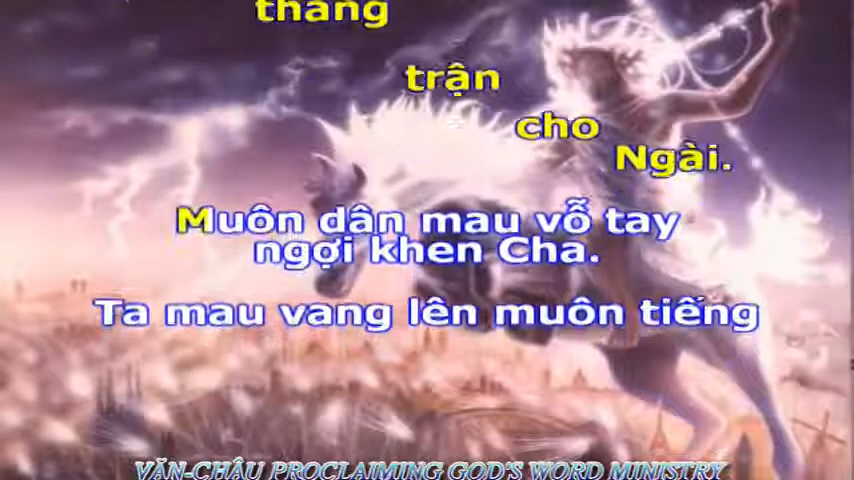 thắng
trận
cho
Ngài.
Muôn dân mau vỗ tay
ngợi khen Cha.
Ta mau vang lên muôn tiếng
VĂN-CHÂU PROCLAIMING GOD'S WORD MINISTRY